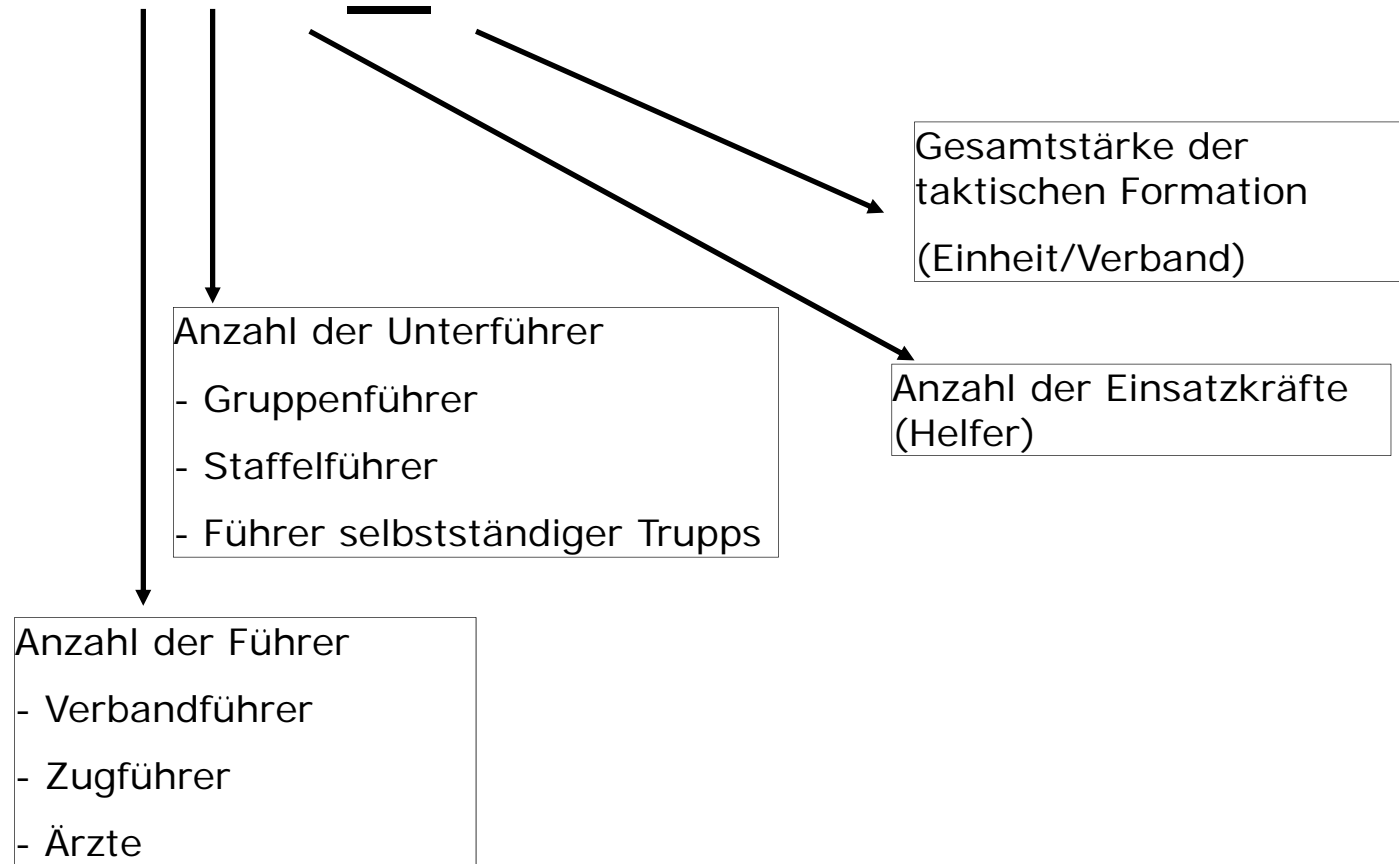 Gesamtstärke der
taktischen Formation
(Einheit/Verband)
Anzahl der Unterführer
- Gruppenführer
- Staffelführer
- Führer selbstständiger Trupps
Anzahl der Einsatzkräfte
(Helfer)
Anzahl der Führer
- Verbandführer
- Zugführer
- Ärzte